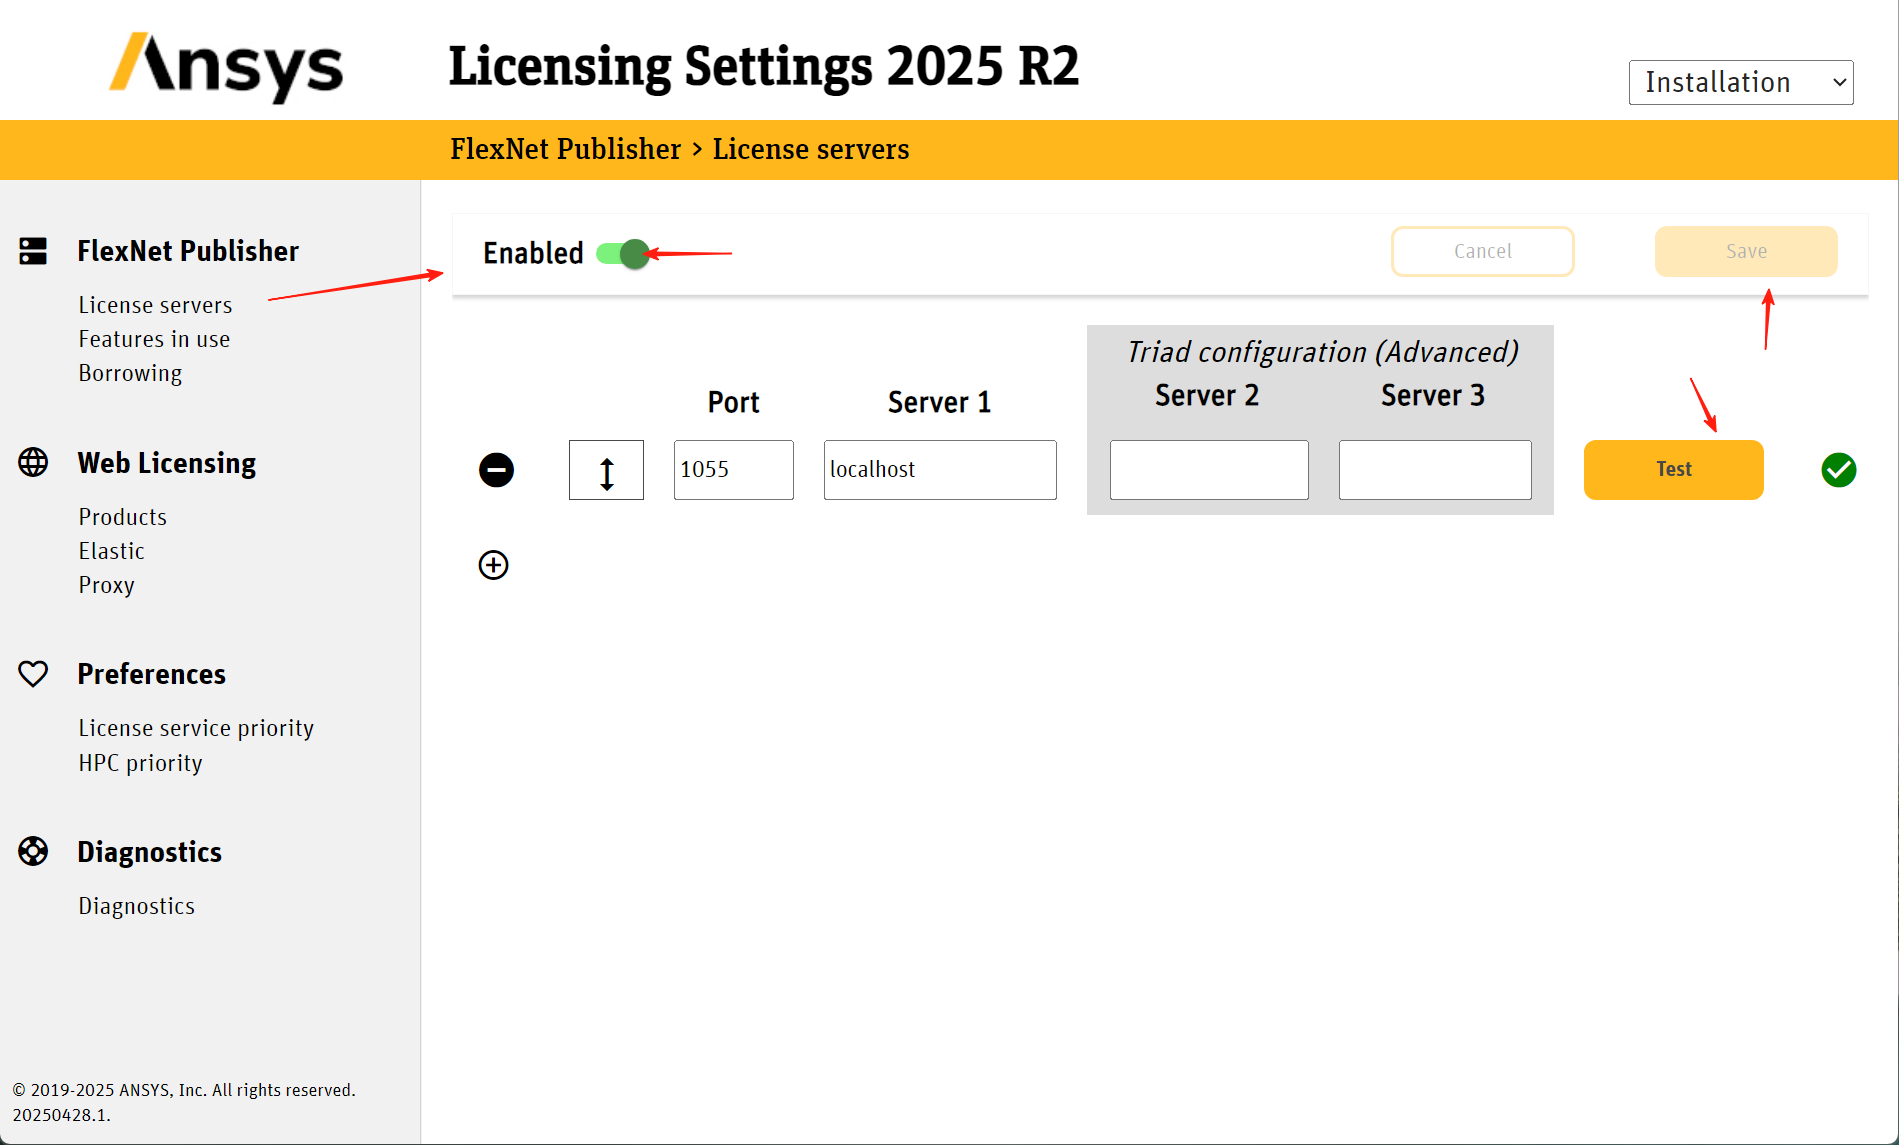 Ansys
Licensing Settings 2025 R2
Installation
FlexNet Publisher > License servers
FlexNet Publisher
License servers
Features in use
Borrowing
Web Licensing
Products
Elastic
Proxy
Preferences
License service priority
HPC priority
Diagnostics
Diagnostics
© 2019-2025 ANSYS, Inc. All rights reserved.
20250428.1.
Enabled
Cancel
Save
Triad configuration (Advanced)
Port
Server 1
Server 2
Server 3
1055
localhost
Test